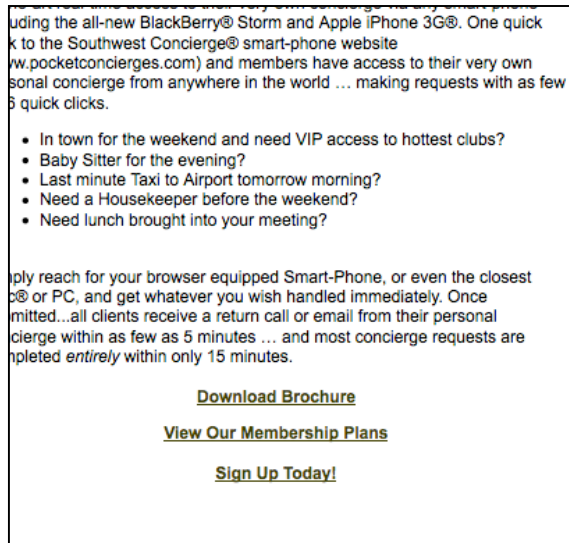 uding the all-new BlackBerry® Storm and Apple iPhone 3G®. One quick
k to the Southwest Concierge® smart-phone website
w.pocketconcierges.com) and members have access to their very own
sonal concierge from anywhere in the world … making requests with as few
6 quick clicks.
• In town for the weekend and need VIP access to hottest clubs?
• Baby Sitter for the evening?
• Last minute Taxi to Airport tomorrow morning?
• Need a Housekeeper before the weekend?
• Need lunch brought into your meeting?
ply reach for your browser equipped Smart-Phone, or even the closest
c® or PC, and get whatever you wish handled immediately. Once
mitted...all clients receive a return call or email from their personal
cierge within as few as 5 minutes … and most concierge requests are
pleted entirely within only 15 minutes.
Download Brochure
View Our Membership Plans
Sign Up Today!